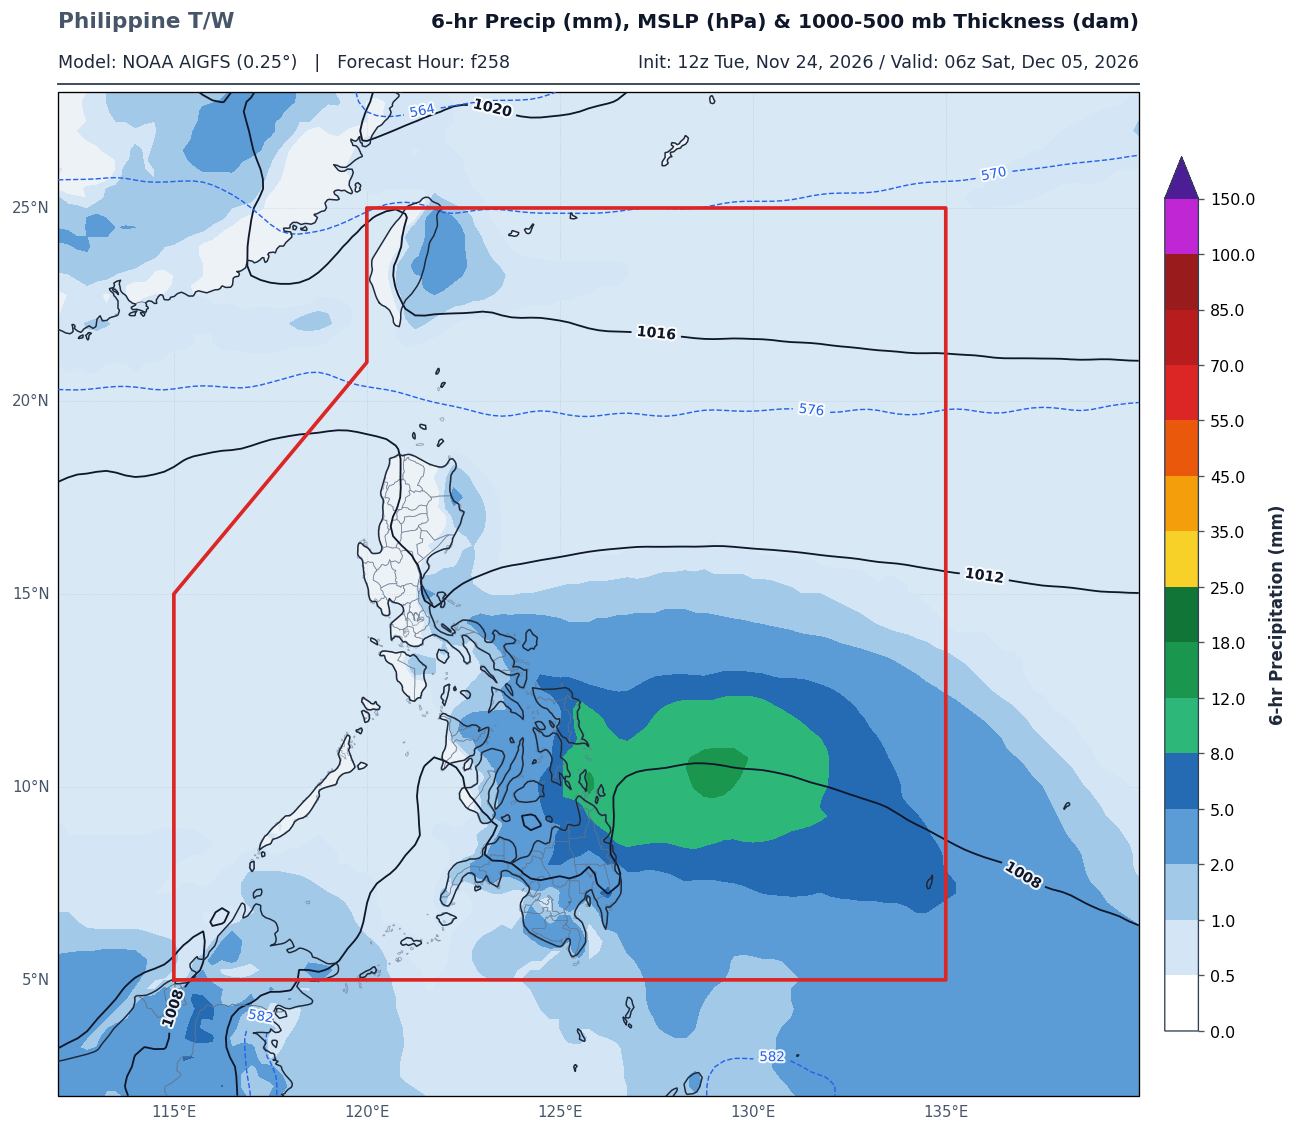 Philippine T/W
6-hr Precip (mm), MSLP (hPa) & 1000-500 mb Thickness (dam)
Model: NOAA AIGFS (0.25°) | Forecast Hour: f258
Init: 12z Tue, Nov 24, 2026 / Valid: 06z Sat, Dec 05, 2026
564
1020
570
25°N
1016
20°N
576
15°N
1012
10°N
1008
5°N
1008
582
582
115°E
120°E
125°E
130°E
135°E
150.0
100.0
85.0
70.0
55.0
45.0
35.0
25.0
18.0
12.0
8.0
5.0
2.0
1.0
0.5
0.0
6-hr Precipitation (mm)